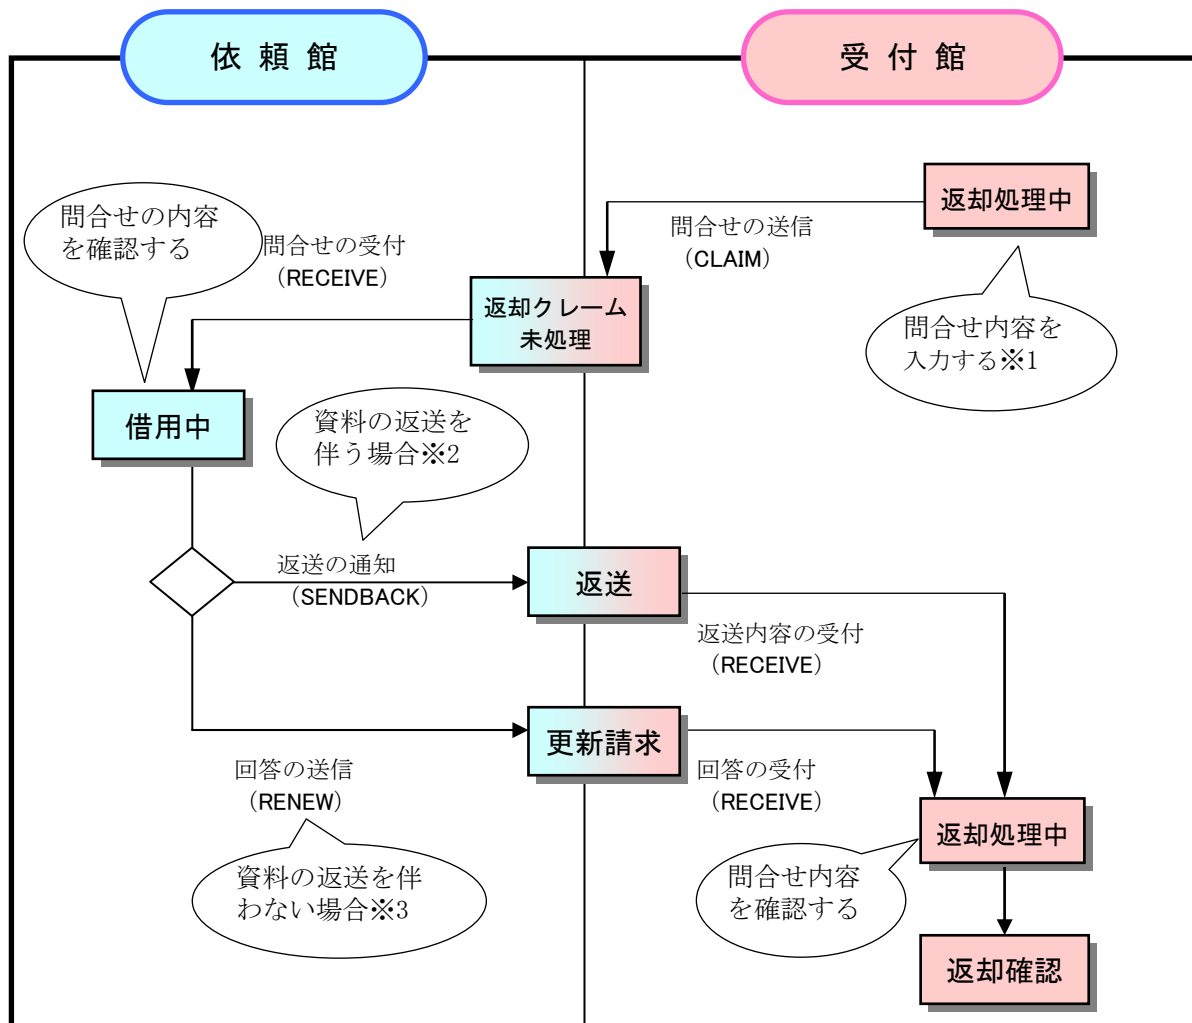 依頼館
受付館
返却処理中
問合せの送信
(CLAIM)
問合せ内容を
入力する※1
問合せの内容
を確認する
問合せの受付
(RECEIVE)
返却クレーム
未処理
借用中
資料の返送を
伴う場合※2
返送の通知
(SENDBACK)
返送
返送内容の受付
(RECEIVE)
更新請求
回答の送信
(RENEW)
資料の返送を伴
わない場合※3
回答の受付
(RECEIVE)
返却処理中
問合せ内容
を確認する
返却確認